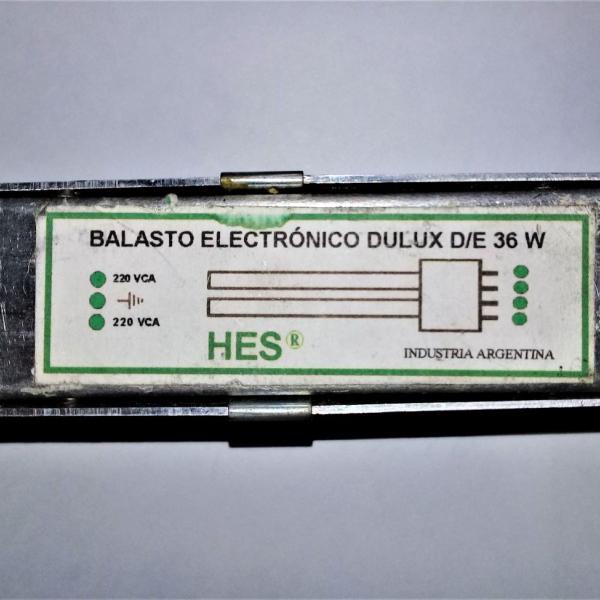 BALASTO ELECTRÓNICO DULUX D/E 36 W
220 VCA
220 VCA
HES®
INDUSTRIA ARGENTINA